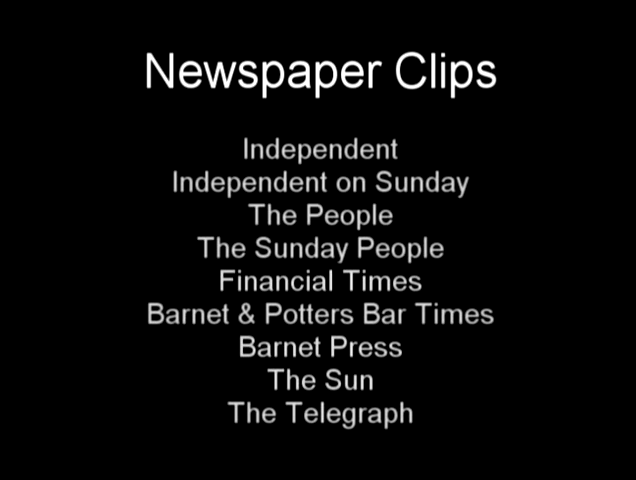 Newspaper Clips
Independent
Independent on Sunday
The People
The Sunday People
Financial Times
Barnet & Potters Bar Times
Barnet Press
The Sun
The Telegraph